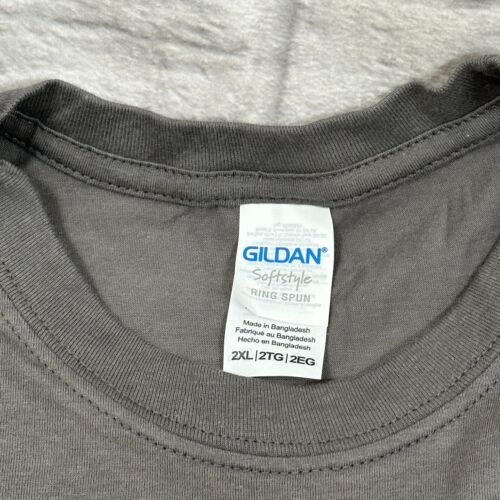 GILDAN®
Softstyle
RING SPUN
Made in Bangladesh
Fabriqué au Bangladesh
Hecho en Bangladesh
2XL|2TG|2EG